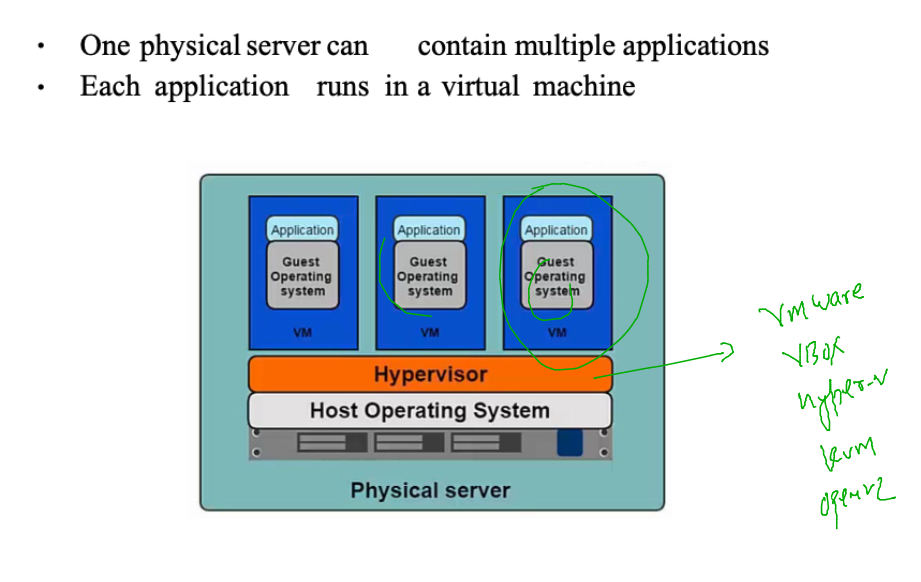 One physical server can contain multiple applications
Each application runs in a virtual machine
Application Application Application
Guest Guest Guest
Operating Operating Operating
system system system
VM VM VM
VMware
VBOX
Hypervisor
Hyper-v
Host Operating System
kvm
Physical server
openvz